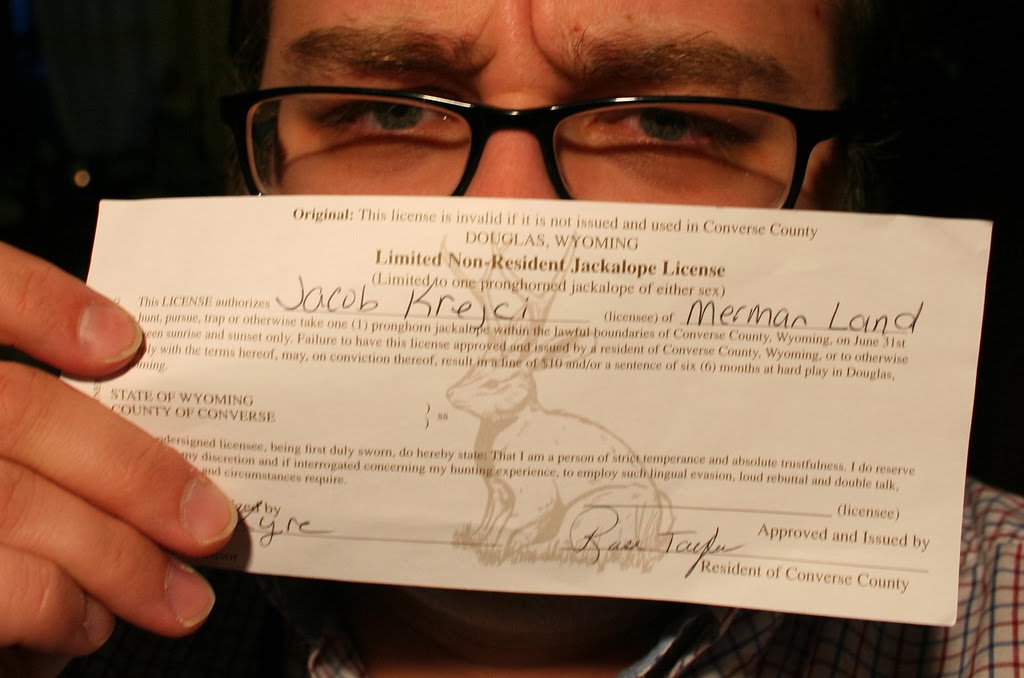 Original: This license is invalid if it is not issued and used in Converse County
DOUGLAS, WYOMING
Limited Non-Resident Jackalope License
(Limited to one pronghorned jackalope of either sex)
This LICENSE authorizes Jacob Krejci (licensee) of Merman Land
hunt, pursue, trap or otherwise take one (1) pronghorn jackalope within the lawful boundaries of Converse County, Wyoming, on June 31st
een sunrise and sunset only. Failure to have this license approved and issued by a resident of Converse County, Wyoming, or to otherwise
ly with the terms hereof, may, on conviction thereof, result in a fine of $10 and/or a sentence of six (6) months at hard play in Douglas,
oming.
STATE OF WYOMING
COUNTY OF CONVERSE } ss
ndersigned licensee, being first duly sworn, do hereby state: That I am a person of strict temperance and absolute trustfulness. I do reserve
my discretion and if interrogated concerning my hunting experience, to employ such lingual evasion, loud rebuttal and double talk,
and circumstances require.
(licensee)
by
Approved and Issued by
Resident of Converse County